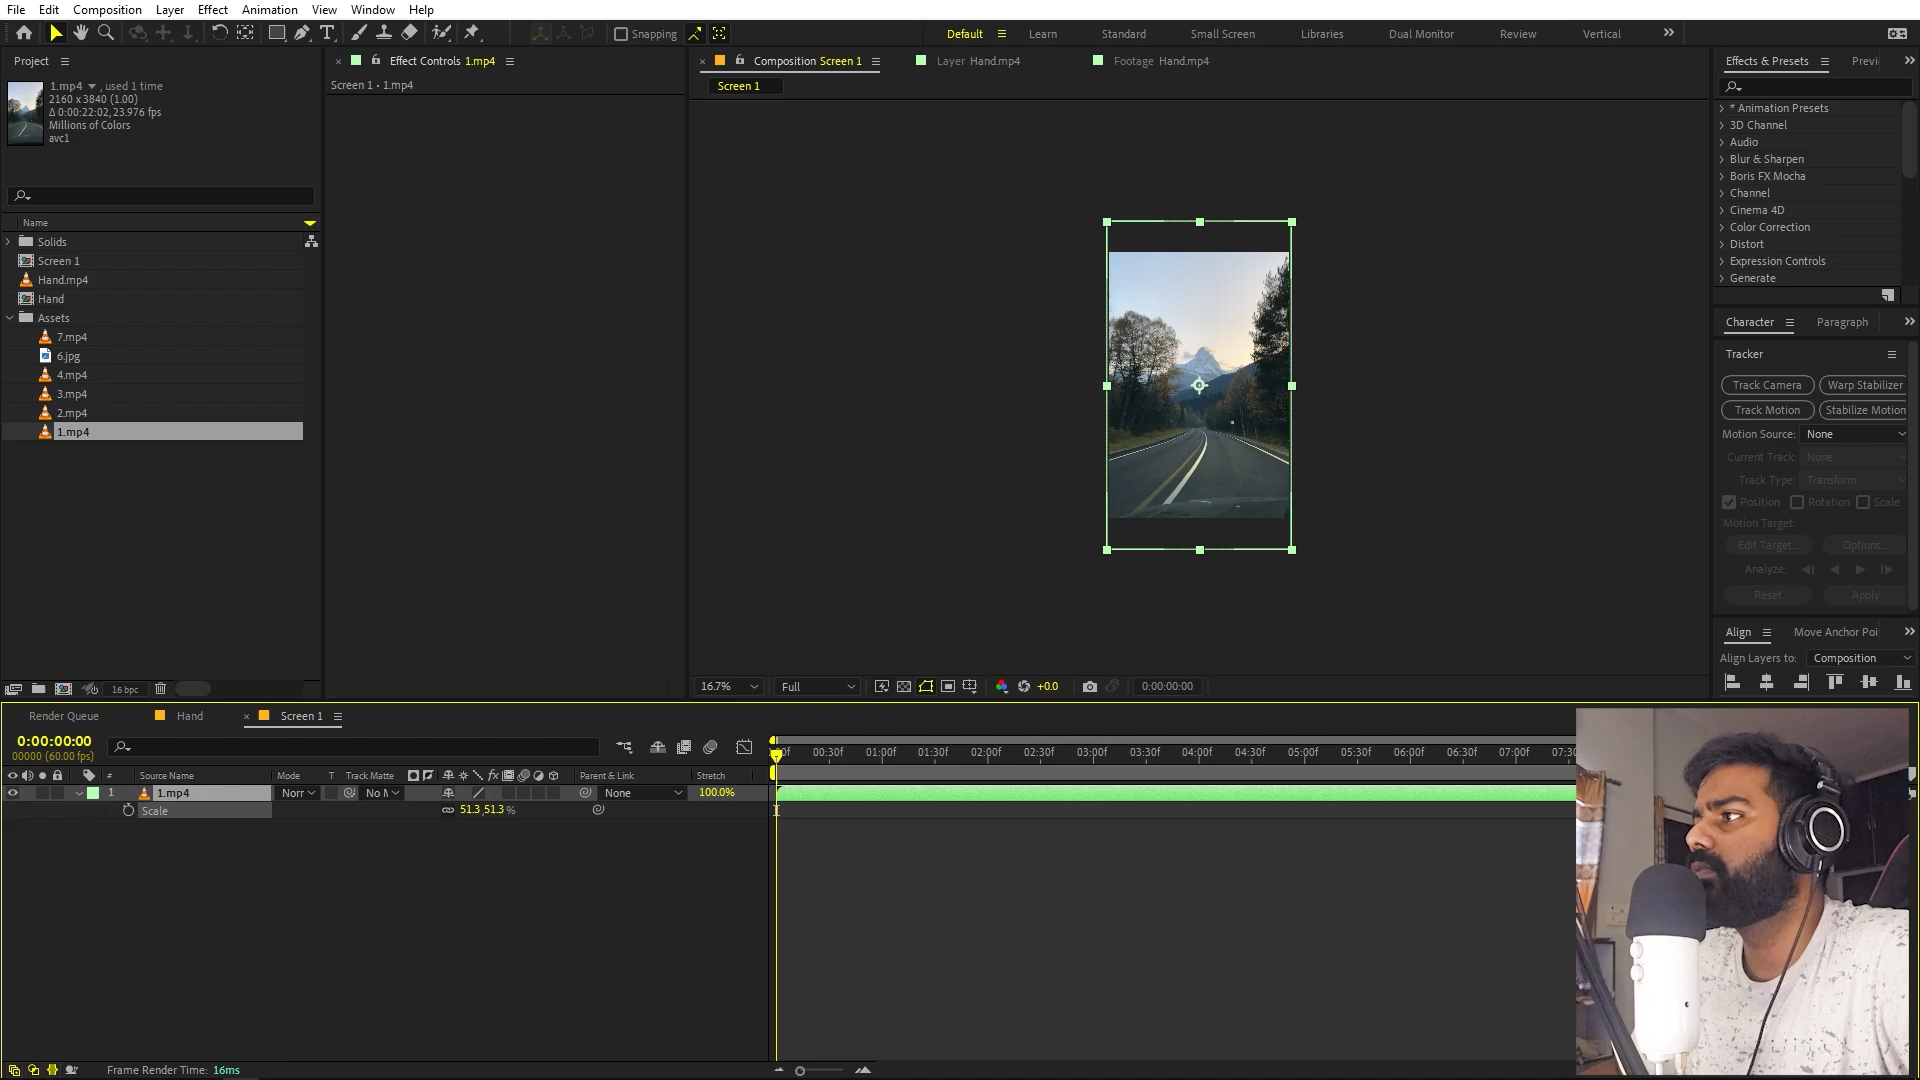 File Edit Composition Layer Effect Animation View Window Help
Snapping
Default Learn Standard Small Screen Libraries Dual Monitor Review Vertical
Project
1.mp4 , used 1 time
2160 x 3840 (1.00)
Δ 0:00:22:02, 23.976 fps
Millions of Colors
avc1
Name
Solids
Screen 1
Hand.mp4
Hand
Assets
7.mp4
6.jpg
4.mp4
3.mp4
2.mp4
1.mp4
16 bpc
Effect Controls 1.mp4
Screen 1 • 1.mp4
Composition Screen 1
Layer Hand.mp4
Footage Hand.mp4
Screen 1
16.7% Full +0.0 0:00:00:00
Effects & Presets Previ
* Animation Presets
3D Channel
Audio
Blur & Sharpen
Boris FX Mocha
Channel
Cinema 4D
Color Correction
Distort
Expression Controls
Generate
Character Paragraph
Tracker
Track Camera Warp Stabilizer
Track Motion Stabilize Motion
Motion Source: None
Current Track: None
Track Type: Transform
Position Rotation Scale
Motion Target:
Edit Target... Options...
Analyze:
Reset Apply
Align Move Anchor Poi
Align Layers to: Composition
Render Queue Hand Screen 1
0:00:00:00
00000 (60.00 fps)
00f 00:30f 01:00f 01:30f 02:00f 02:30f 03:00f 03:30f 04:00f 04:30f 05:00f 05:30f 06:00f 06:30f 07:00f 07:30
# Source Name Mode T Track Matte fx Parent & Link Stretch
1 1.mp4 Norr No M None 100.0%
Scale 51.3, 51.3 %
Frame Render Time: 16ms